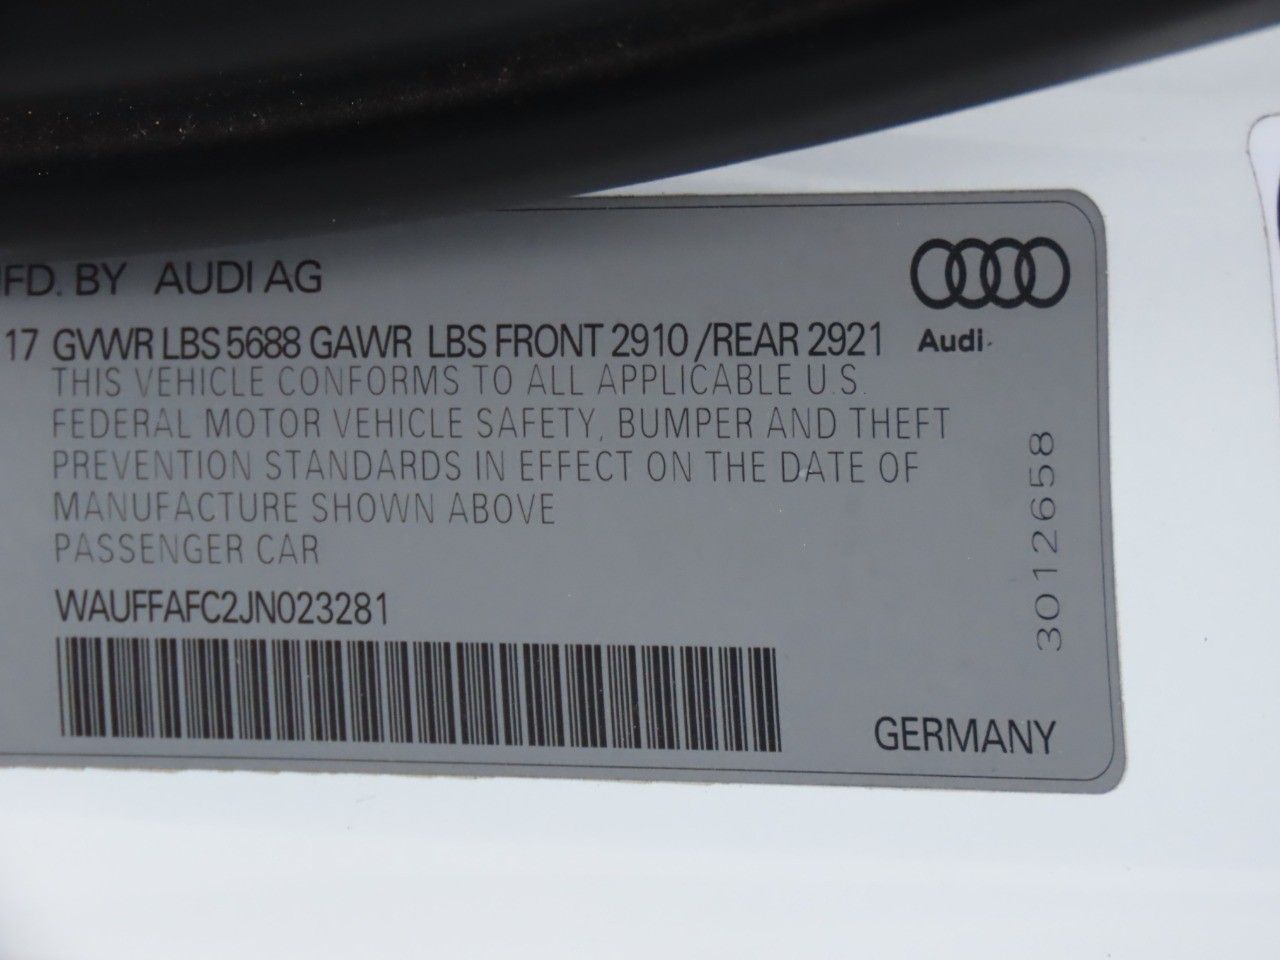 MFD. BY AUDI AG
17 GVWR LBS 5688 GAWR LBS FRONT 2910 /REAR 2921
Audi
THIS VEHICLE CONFORMS TO ALL APPLICABLE U.S.
FEDERAL MOTOR VEHICLE SAFETY, BUMPER AND THEFT
PREVENTION STANDARDS IN EFFECT ON THE DATE OF
MANUFACTURE SHOWN ABOVE
PASSENGER CAR
WAUFFAFC2JN023281
3012658
GERMANY